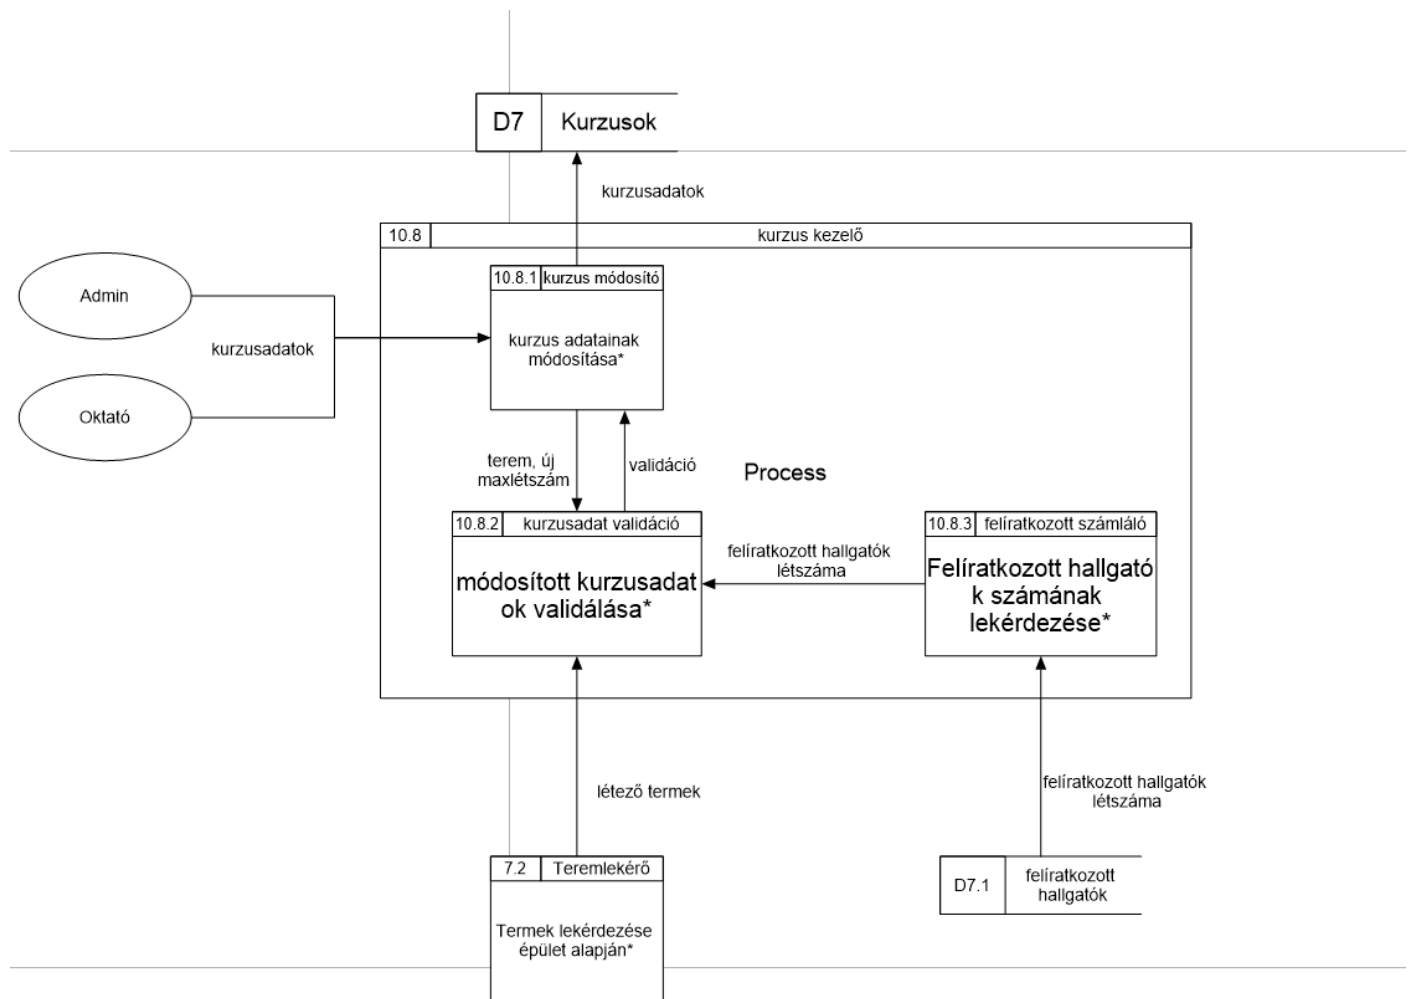 D7 Kurzusok
kurzusadatok
10.8 kurzus kezelő
10.8.1 kurzus módosító
Admin
kurzus adatainak
módosítása*
kurzusadatok
Oktató
terem, új
maxlétszám
validáció
Process
10.8.2 kurzusadat validáció
10.8.3 felíratkozott számláló
felíratkozott hallgatók
létszáma
módosított kurzusadat
ok validálása*
Felíratkozott hallgató
k számának
lekérdezése*
létező termek
felíratkozott hallgatók
létszáma
7.2 Teremlekérő
Termek lekérdezése
épület alapján*
D7.1
felíratkozott
hallgatók